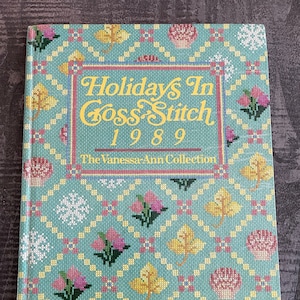 Holidays In
Cross-Stitch
1989
The Vanessa-Ann Collection